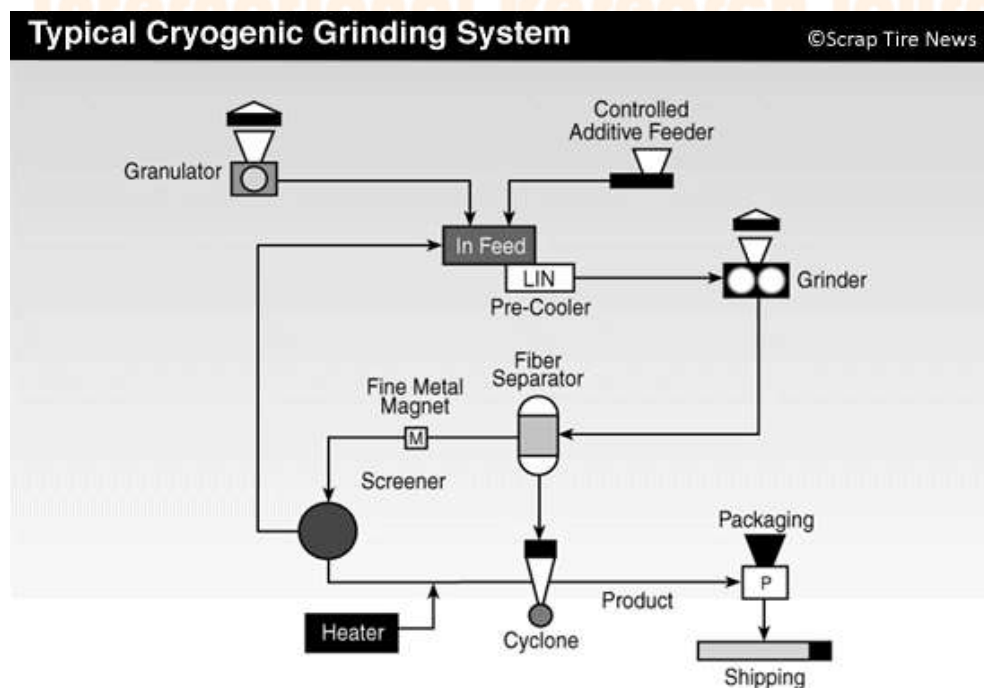 Typical Cryogenic Grinding System
©Scrap Tire News
Controlled
Additive Feeder
Granulator
In Feed
LIN
Pre-Cooler
Grinder
Fiber
Separator
Fine Metal
Magnet
M
Screener
Packaging
P
Product
Heater
Cyclone
Shipping